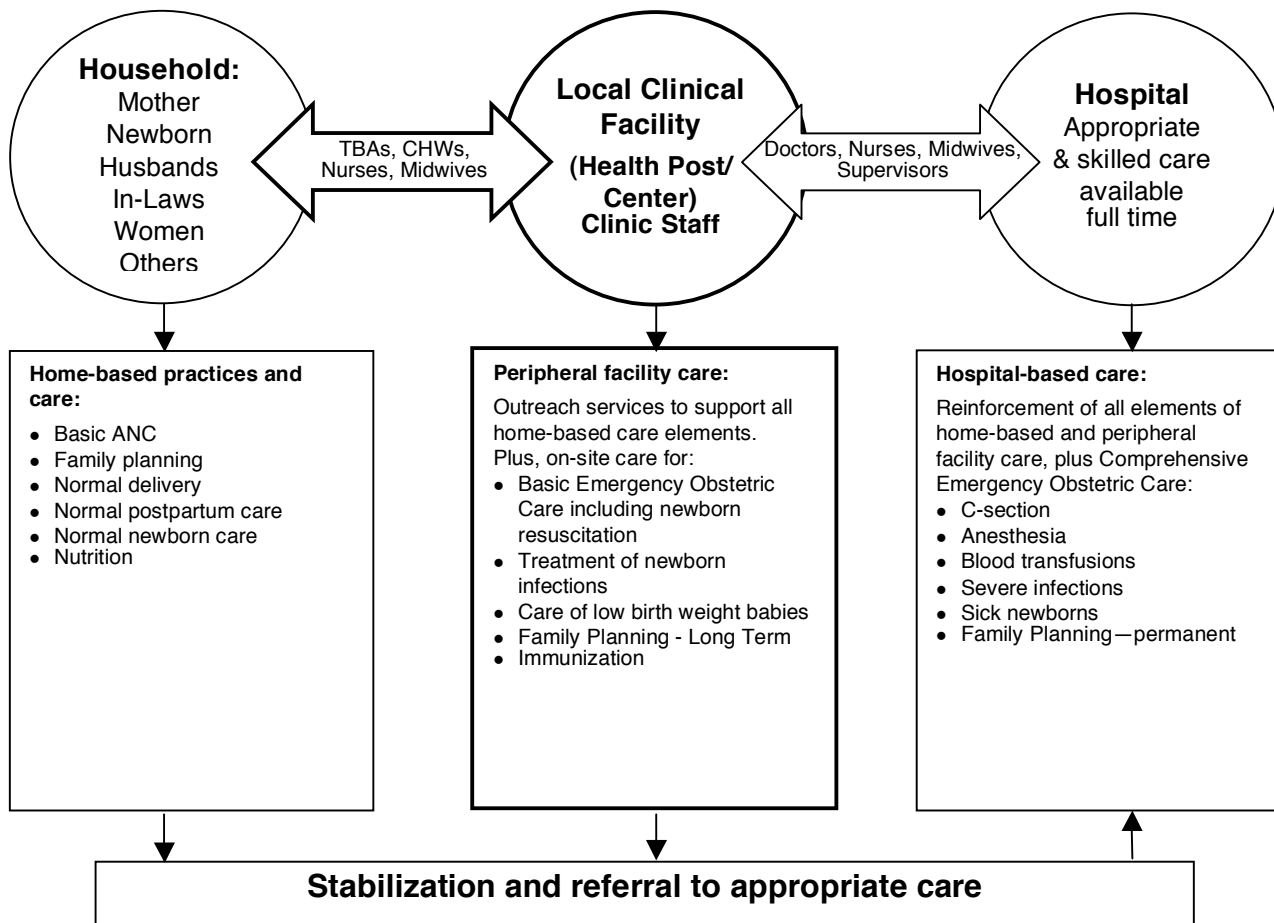 Household:
Mother
Newborn
Husbands
In-Laws
Women
Others
TBAs, CHWs,
Nurses, Midwives
Local Clinical
Facility
(Health Post/
Center)
Clinic Staff
Doctors, Nurses, Midwives,
Supervisors
Hospital
Appropriate
& skilled care
available
full time
Home-based practices and
care:
• Basic ANC
• Family planning
• Normal delivery
• Normal postpartum care
• Normal newborn care
• Nutrition
Peripheral facility care:
Outreach services to support all
home-based care elements.
Plus, on-site care for:
• Basic Emergency Obstetric
Care including newborn
resuscitation
• Treatment of newborn
infections
• Care of low birth weight babies
• Family Planning - Long Term
• Immunization
Hospital-based care:
Reinforcement of all elements of
home-based and peripheral
facility care, plus Comprehensive
Emergency Obstetric Care:
• C-section
• Anesthesia
• Blood transfusions
• Severe infections
• Sick newborns
• Family Planning—permanent
Stabilization and referral to appropriate care